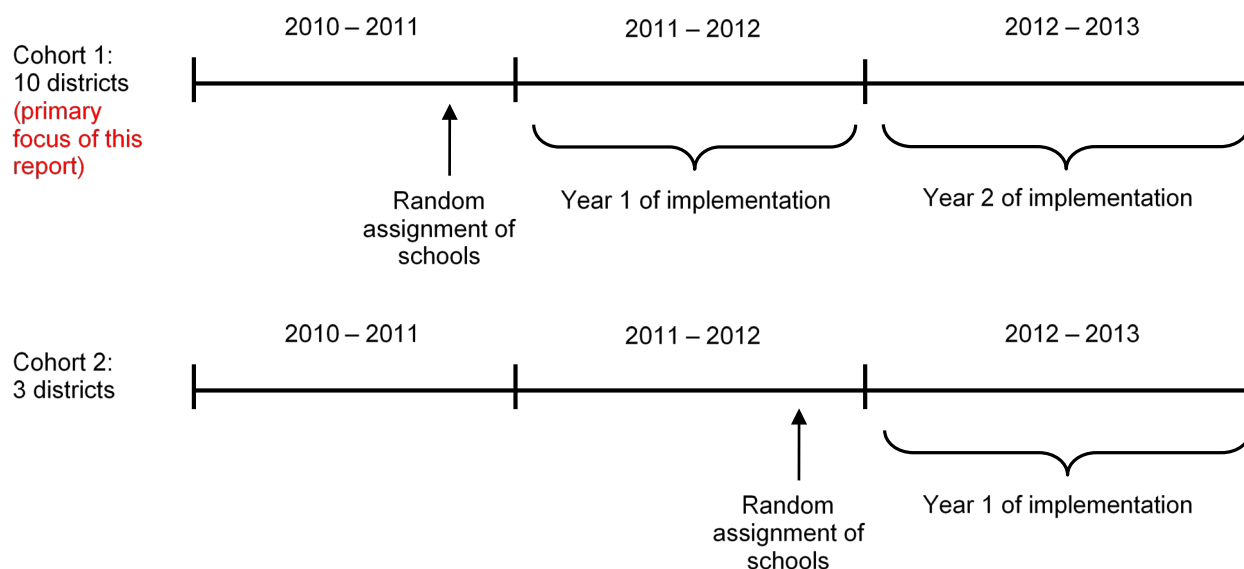 2010 – 2011
2011 – 2012
2012 – 2013
Cohort 1:
10 districts
(primary
focus of this
report)
Random
assignment of
schools
Year 1 of implementation
Year 2 of implementation
2010 – 2011
2011 – 2012
2012 – 2013
Cohort 2:
3 districts
Random
assignment of
schools
Year 1 of implementation